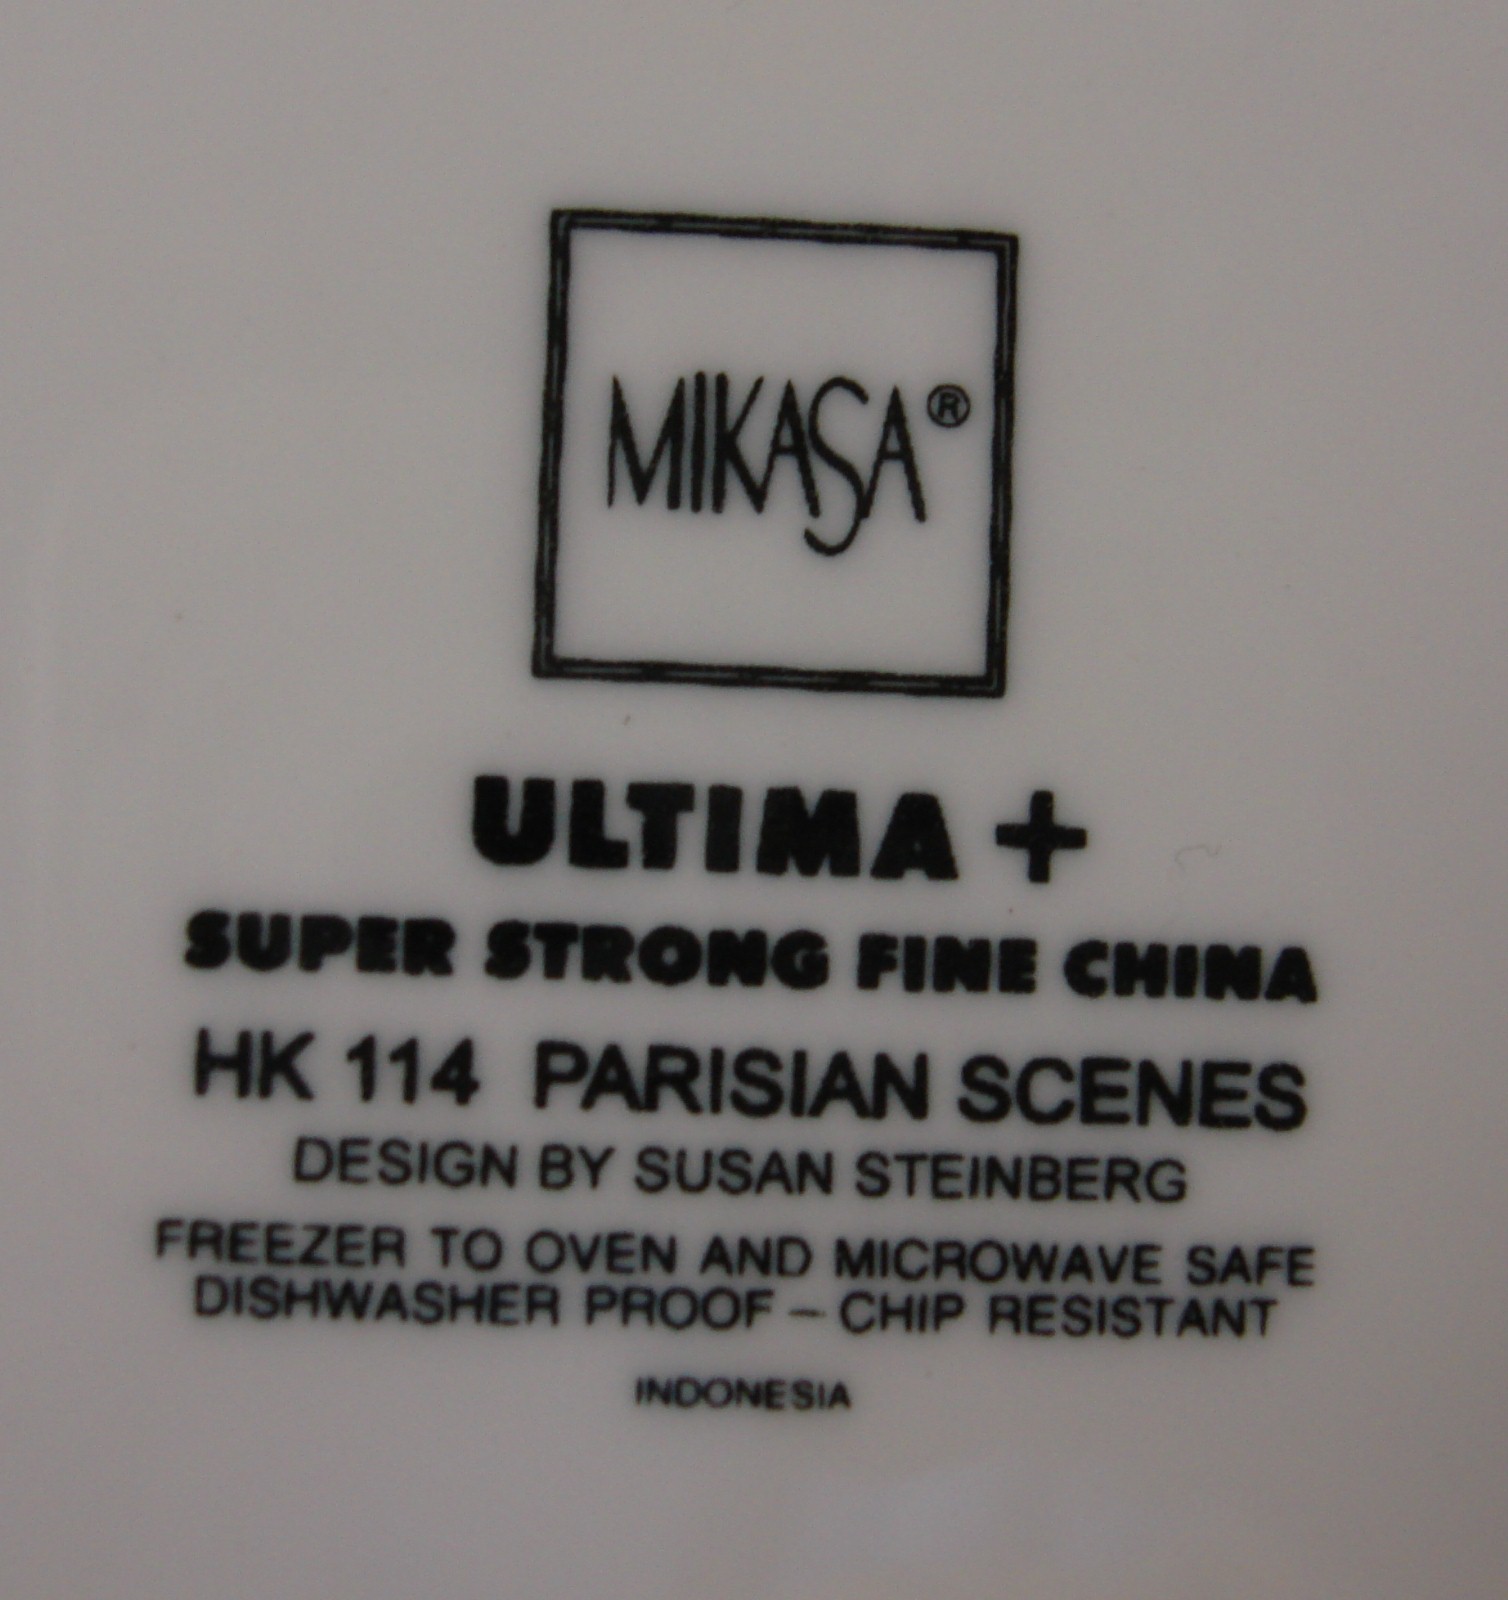 MIKASA®
ULTIMA +
SUPER STRONG FINE CHINA
HK 114 PARISIAN SCENES
DESIGN BY SUSAN STEINBERG
FREEZER TO OVEN AND MICROWAVE SAFE
DISHWASHER PROOF – CHIP RESISTANT
INDONESIA